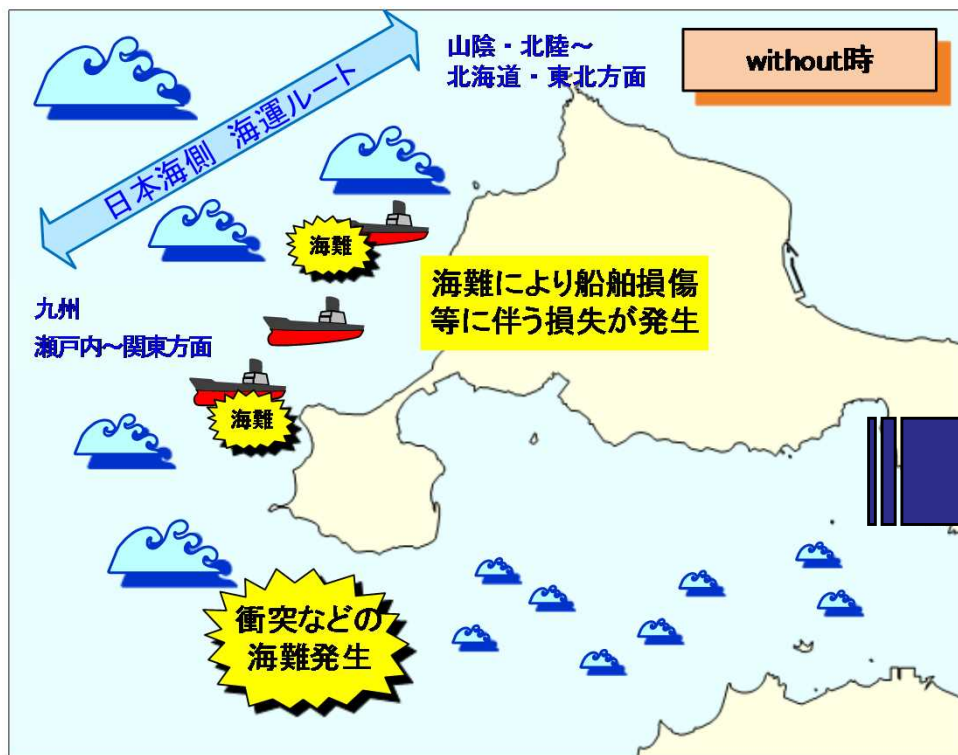 山陰・北陸～
北海道・東北方面
without時
日本海側 海運ルート
海難
海難により船舶損傷
等に伴う損失が発生
九州
瀬戸内～関東方面
海難
衝突などの
海難発生